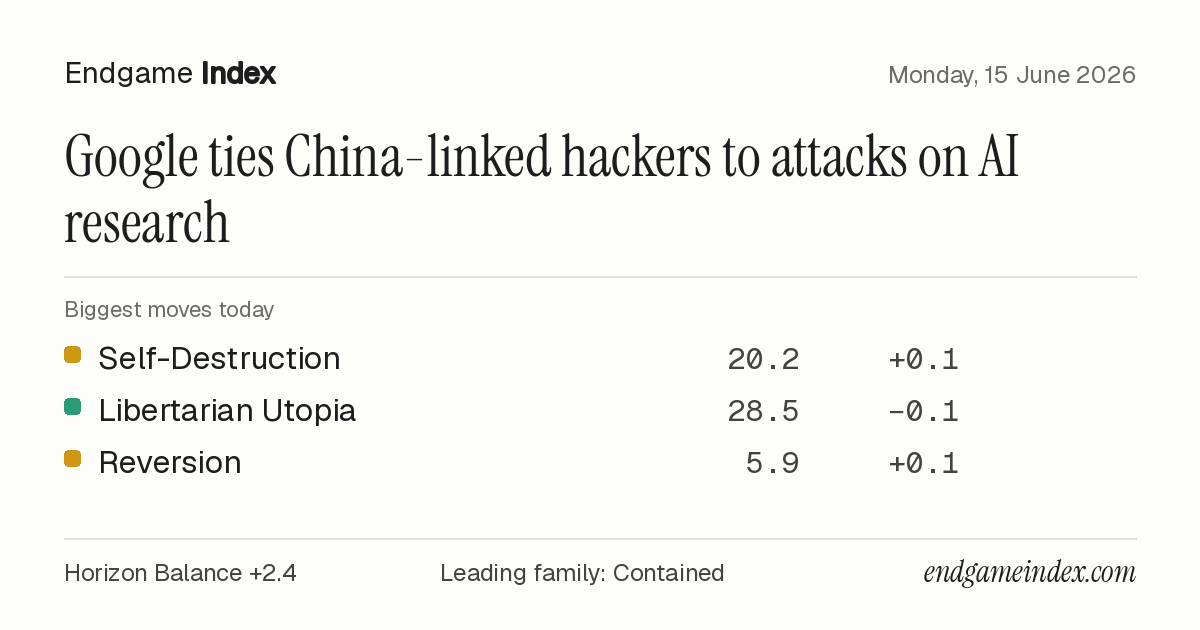 Endgame Index
Monday, 15 June 2026
Google ties China-linked hackers to attacks on AI
research
Biggest moves today
Self-Destruction 20.2 +0.1
Libertarian Utopia 28.5 −0.1
Reversion 5.9 +0.1
Horizon Balance +2.4
Leading family: Contained
endgameindex.com